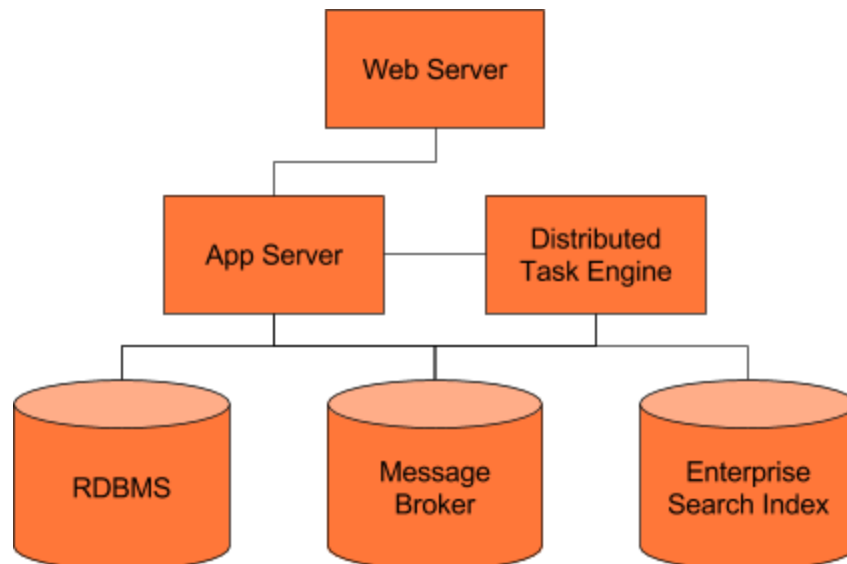 Web Server
App Server
Distributed
Task Engine
RDBMS
Message
Broker
Enterprise
Search Index